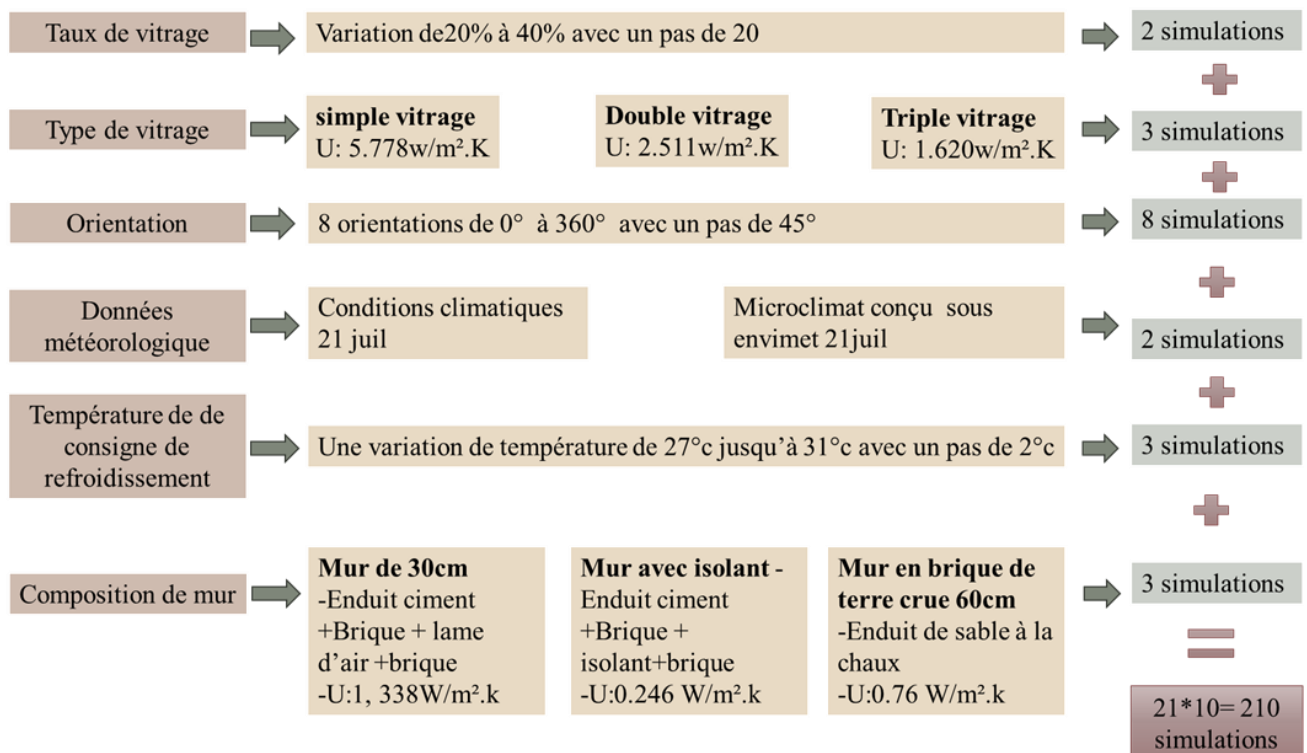 Taux de vitrage
Variation de20% à 40% avec un pas de 20
2 simulations
Type de vitrage
simple vitrage
U: 5.778w/m².K
Double vitrage
U: 2.511w/m².K
Triple vitrage
U: 1.620w/m².K
3 simulations
Orientation
8 orientations de 0° à 360° avec un pas de 45°
8 simulations
Données
météorologique
Conditions climatiques
21 juil
Microclimat conçu sous
envimet 21juil
2 simulations
Température de de
consigne de
refroidissement
Une variation de température de 27°c jusqu’à 31°c avec un pas de 2°c
3 simulations
Composition de mur
Mur de 30cm
-Enduit ciment
+Brique + lame
d’air +brique
-U:1, 338W/m².k
Mur avec isolant -
Enduit ciment
+Brique +
isolant+brique
-U:0.246 W/m².k
Mur en brique de
terre crue 60cm
-Enduit de sable à la
chaux
-U:0.76 W/m².k
3 simulations
21*10= 210
simulations